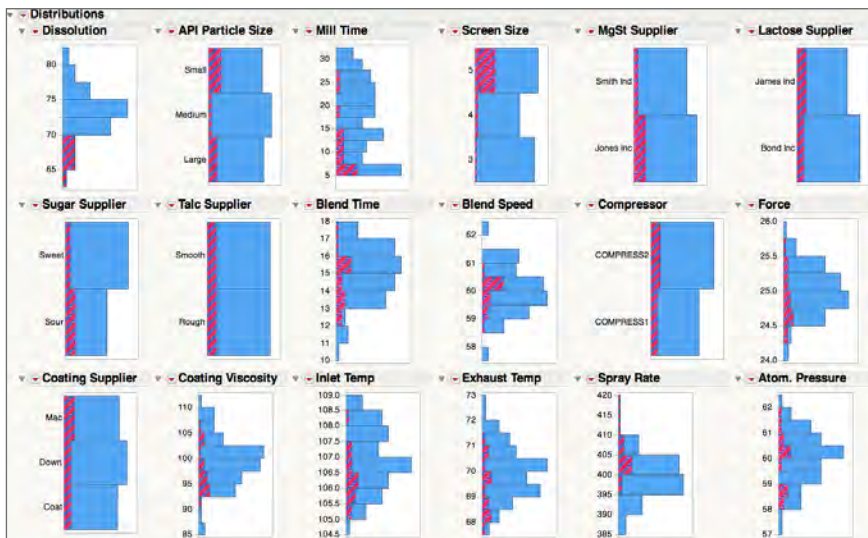 Distributions
Dissolution
80
75
70
65
API Particle Size
Small
Medium
Large
Mill Time
30
25
20
15
10
5
Screen Size
5
4
3
MgSt Supplier
Smith Ind
Jones Inc
Lactose Supplier
James Ind
Bond Inc
Sugar Supplier
Sweet
Sour
Talc Supplier
Smooth
Rough
Blend Time
18
17
16
15
14
13
12
11
10
Blend Speed
62
61
60
59
58
Compressor
COMPRESS2
COMPRESS1
Force
26.0
25.5
25.0
24.5
24.0
Coating Supplier
Mac
Down
Coat
Coating Viscosity
110
105
100
95
90
85
Inlet Temp
109.0
108.5
108.0
107.5
107.0
106.5
106.0
105.5
105.0
104.5
Exhaust Temp
73
72
71
70
69
68
Spray Rate
420
415
410
405
400
395
390
385
Atom. Pressure
62
61
60
59
58
57